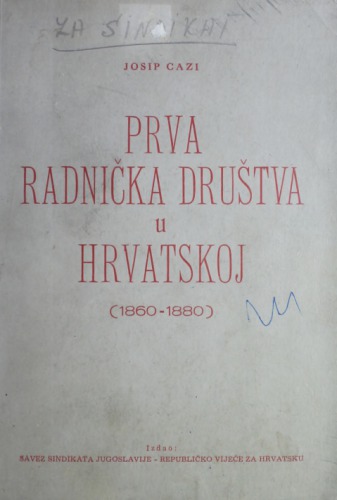 ZA SINDIKAT
JOSIP CAZI
PRVA
RADNIČKA DRUŠTVA
u
HRVATSKOJ
(1860-1880)
Izdao:
SAVEZ SINDIKATA JUGOSLAVIJE - REPUBLIČKO VIJEĆE ZA HRVATSKU